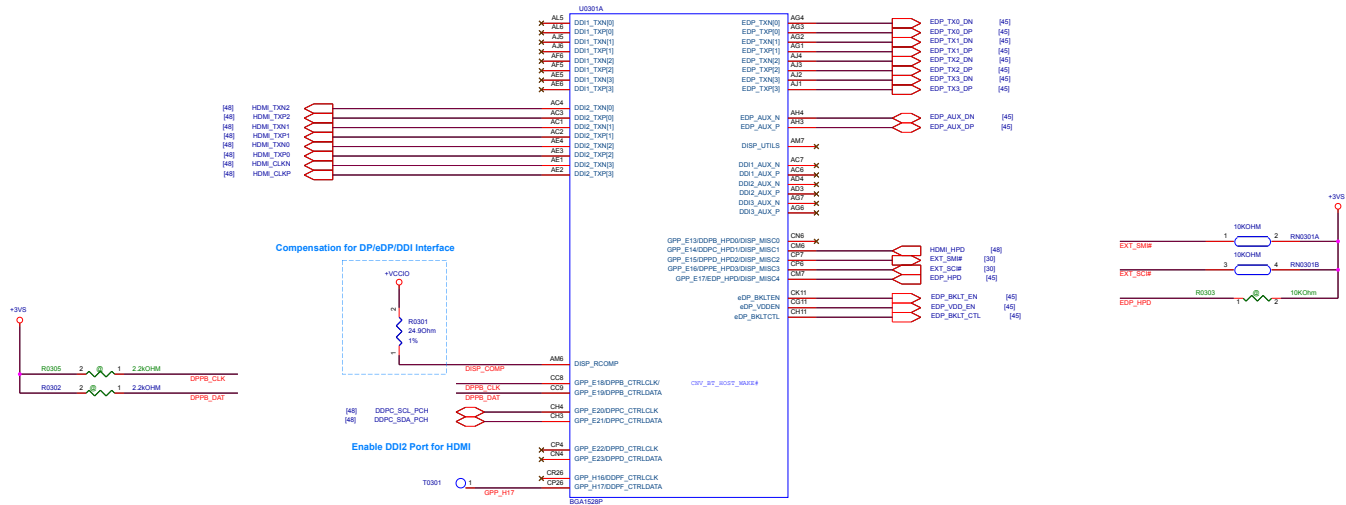 U0301A
AL5 DDI1_TXN[0] EDP_TXN[0] AG4 EDP_TX0_DN [45]
AL6 DDI1_TXP[0] EDP_TXP[0] AG3 EDP_TX0_DP [45]
AJ5 DDI1_TXN[1] EDP_TXN[1] AG2 EDP_TX1_DN [45]
AJ6 DDI1_TXP[1] EDP_TXP[1] AG1 EDP_TX1_DP [45]
AF6 DDI1_TXN[2] EDP_TXN[2] AJ4 EDP_TX2_DN [45]
AF5 DDI1_TXP[2] EDP_TXP[2] AJ3 EDP_TX2_DP [45]
AE5 DDI1_TXN[3] EDP_TXN[3] AJ2 EDP_TX3_DN [45]
AE6 DDI1_TXP[3] EDP_TXP[3] AJ1 EDP_TX3_DP [45]
[48] HDMI_TXN2 AC4 DDI2_TXN[0]
[48] HDMI_TXP2 AC3 DDI2_TXP[0] EDP_AUX_N AH4 EDP_AUX_DN [45]
[48] HDMI_TXN1 AC1 DDI2_TXN[1] EDP_AUX_P AH3 EDP_AUX_DP [45]
[48] HDMI_TXP1 AC2 DDI2_TXP[1]
[48] HDMI_TXN0 AE4 DDI2_TXN[2] DISP_UTILS AM7
[48] HDMI_TXP0 AE3 DDI2_TXP[2]
[48] HDMI_CLKN AE1 DDI2_TXN[3] DDI1_AUX_N AC7
[48] HDMI_CLKP AE2 DDI2_TXP[3] DDI1_AUX_P AC6
DDI2_AUX_N AD4
DDI2_AUX_P AD3
DDI3_AUX_N AG7
DDI3_AUX_P AG6
+3VS
10KOHM
GPP_E13/DDPB_HPD0/DISP_MISC0 CN6
1 2 RN0301A
EXT_SMI#
Compensation for DP/eDP/DDI Interface
GPP_E14/DDPC_HPD1/DISP_MISC1 CM6 HDMI_HPD [48]
GPP_E15/DPPD_HPD2/DISP_MISC2 CP7 EXT_SMI# [30]
GPP_E16/DPPE_HPD3/DISP_MISC3 CP6 EXT_SCI# [30]
GPP_E17/EDP_HPD/DISP_MISC4 CM7 EDP_HPD [45]
10KOHM
3 4 RN0301B
EXT_SCI#
+VCCIO
eDP_BKLTEN CK11 EDP_BKLT_EN [45]
eDP_VDDEN CG11 EDP_VDD_EN [45]
eDP_BKLTCTL CH11 EDP_BKLT_CTL [45]
R0303 @ 10KOhm
EDP_HPD 1 2
+3VS
2
R0301
24.9Ohm
1%
1
DISP_COMP AM6 DISP_RCOMP
R0305 2 @ 1 2.2kOHM
DPPB_CLK
R0302 2 @ 1 2.2kOHM
DPPB_DAT
DPPB_CLK CC8 GPP_E18/DPPB_CTRLCLK/ CNV_BT_HOST_WAKE#
DPPB_DAT CC9 GPP_E19/DPPB_CTRLDATA
[48] DDPC_SCL_PCH CH4 GPP_E20/DPPC_CTRLCLK
[48] DDPC_SDA_PCH CH3 GPP_E21/DPPC_CTRLDATA
Enable DDI2 Port for HDMI
CP4 GPP_E22/DPPD_CTRLCLK
CN4 GPP_E23/DPPD_CTRLDATA
CR26 GPP_H16/DDPF_CTRLCLK
T0301 1 GPP_H17 CP26 GPP_H17/DDPF_CTRLDATA
BGA1528P